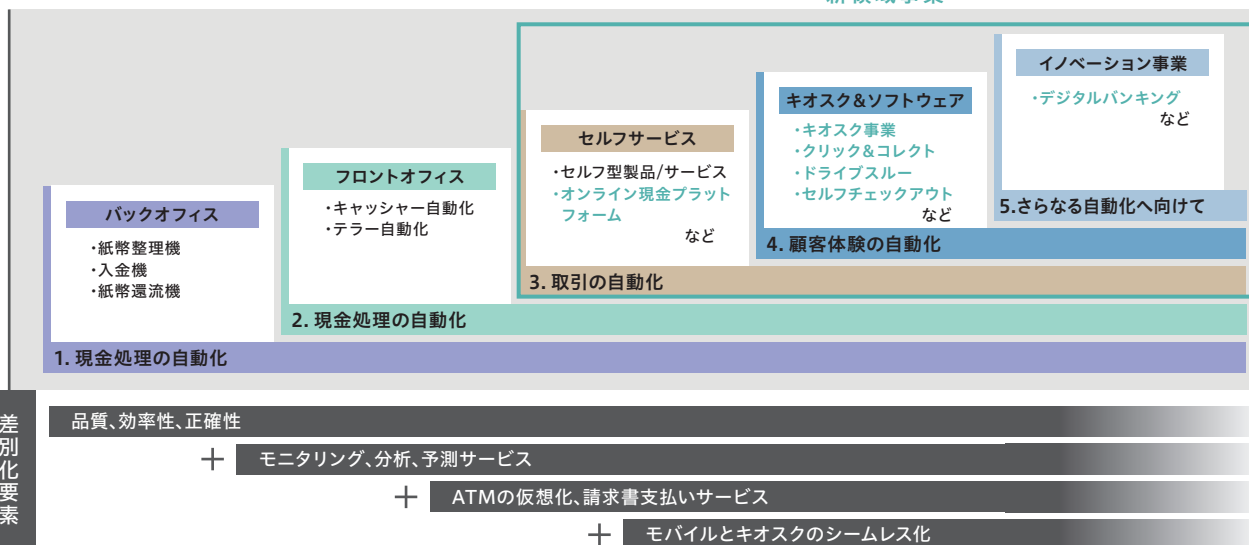 イノベーション事業
・デジタルバンキング
など
5.さらなる自動化へ向けて
キオスク&ソフトウェア
・キオスク事業
・クリック&コレクト
・ドライブスルー
・セルフチェックアウト
など
4. 顧客体験の自動化
セルフサービス
・セルフ型製品/サービス
・オンライン現金プラット
フォーム
など
3. 取引の自動化
フロントオフィス
・キャッシャー自動化
・テラー自動化
2. 現金処理の自動化
バックオフィス
・紙幣整理機
・入金機
・紙幣還流機
1. 現金処理の自動化
差別化要素
品質、効率性、正確性
+ モニタリング、分析、予測サービス
+ ATMの仮想化、請求書支払いサービス
+ モバイルとキオスクのシームレス化